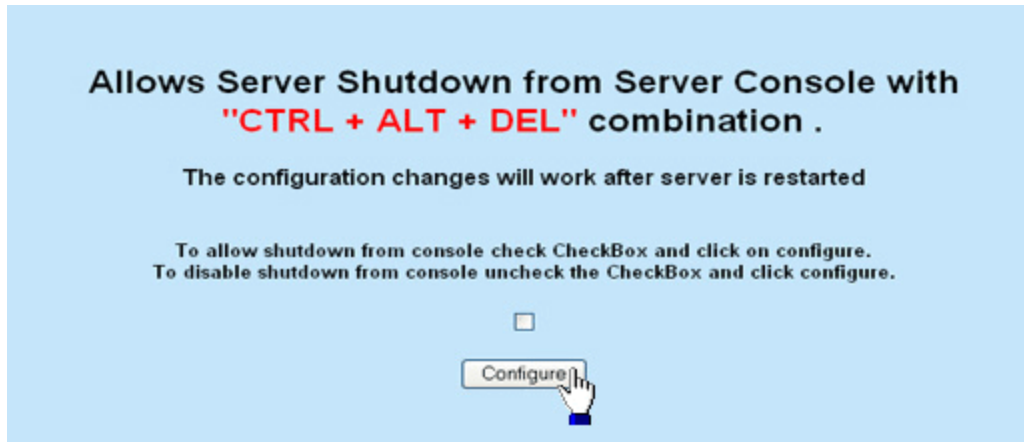 Allows Server Shutdown from Server Console with
"CTRL + ALT + DEL" combination .
The configuration changes will work after server is restarted
To allow shutdown from console check CheckBox and click on configure.
To disable shutdown from console uncheck the CheckBox and click configure.
Configure